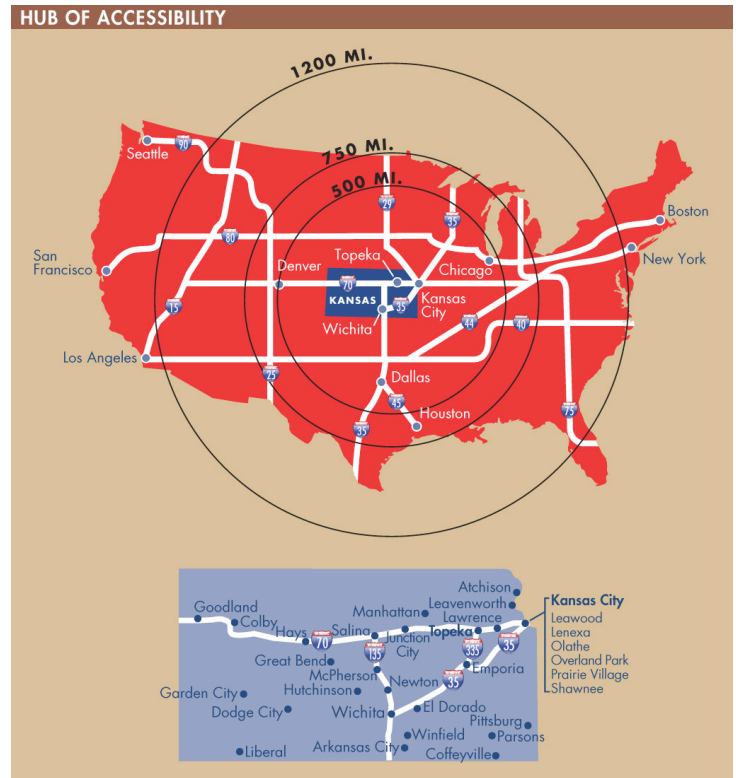 HUB OF ACCESSIBILITY
1200 MI.
750 MI.
500 MI.
90
Seattle
29
35
Boston
80
San
Francisco
Topeka
Denver
Chicago
New York
70
KANSAS
35
Kansas
City
15
Wichita
44
40
Los Angeles
25
Dallas
45
75
Houston
35
Atchison
Leavenworth
Kansas City
Goodland
Manhattan
Lawrence
Colby
Leawood
Hays
70
Salina
Junction
City
Topeka
Lenexa
135
335
35
Olathe
Great Bend
Overland Park
McPherson
Emporia
Prairie Village
Shawnee
Garden City
Hutchinson
Newton
35
Dodge City
Wichita
El Dorado
Pittsburg
Winfield
Parsons
Liberal
Arkansas City
Coffeyville